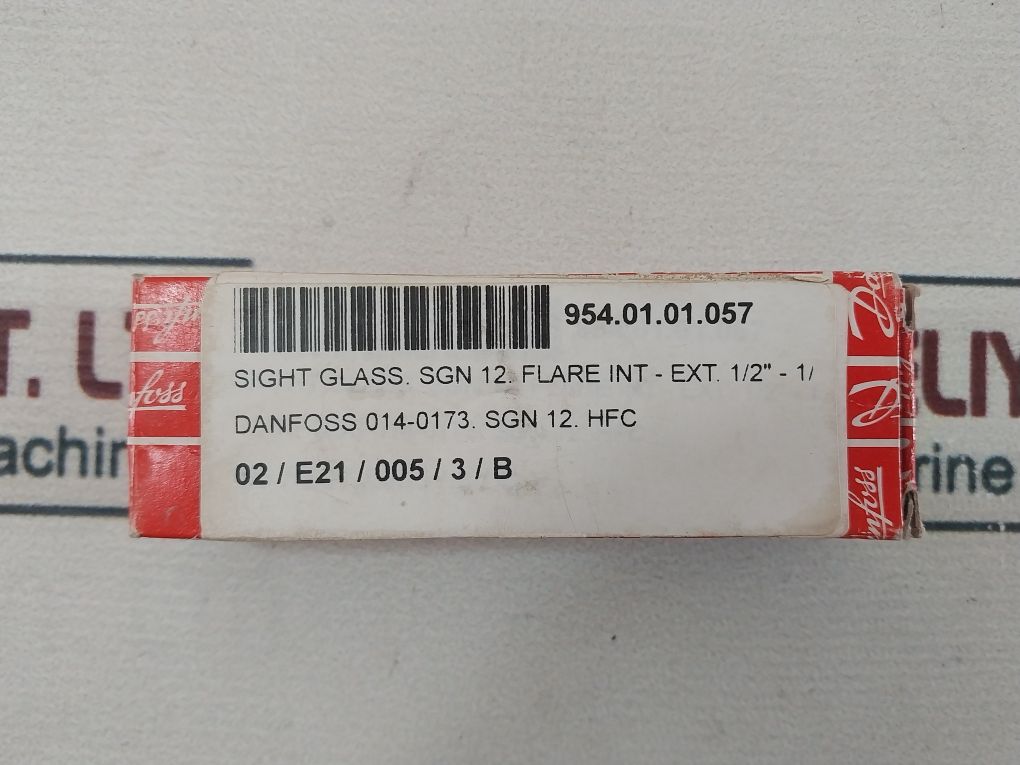 954.01.01.057
SIGHT GLASS. SGN 12. FLARE INT - EXT. 1/2" - 1/
DANFOSS 014-0173. SGN 12. HFC
02 / E21 / 005 / 3 / B